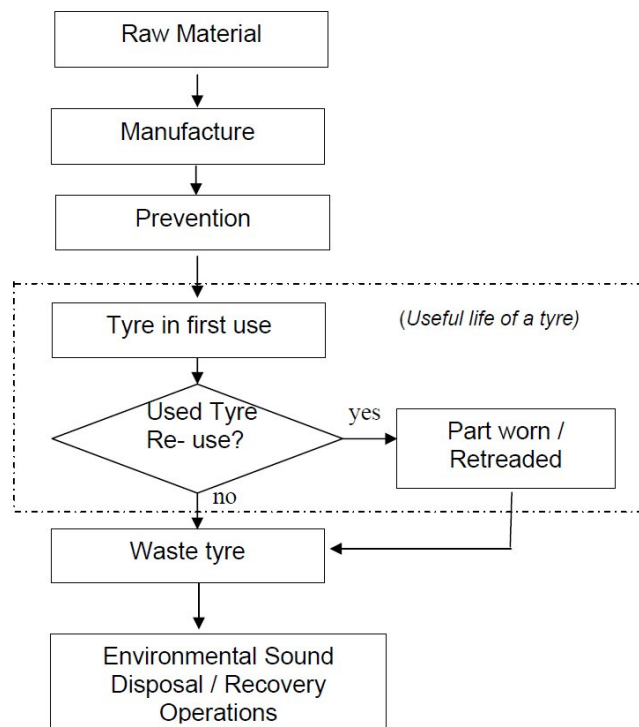 Raw Material
Manufacture
Prevention
Tyre in first use
(Useful life of a tyre)
Used Tyre
Re- use?
yes
Part worn /
Retreaded
no
Waste tyre
Environmental Sound
Disposal / Recovery
Operations